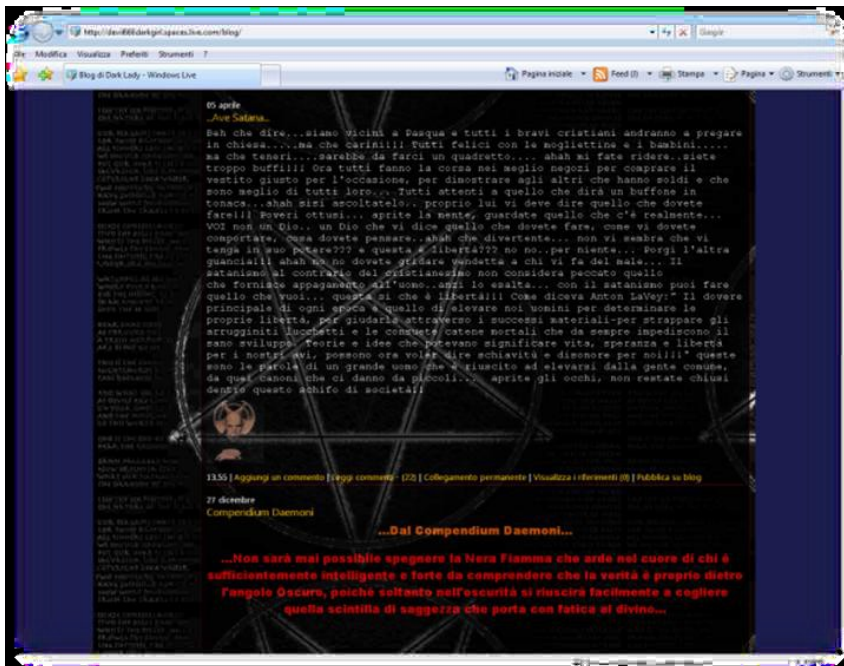 http://devil666darkgirl.spaces.live.com/blog/
Google
File Modifica Visualizza Preferiti Strumenti ?
Blog di Dark Lady - Windows Live
Pagina iniziale Feed (I) Stampa Pagina Strumenti
05 aprile
..Ave Satana..
Beh che dire...siamo vicini a Pasqua e tutti i bravi cristiani andranno a pregare
in chiesa.....ma che carini!!! Tutti felici con le mogliettine e i bambini.....
ma che teneri....sarebbe da farci un quadretto.... ahah mi fate ridere..siete
troppo buffi!!! Ora tutti fanno la corsa nei meglio negozi per comprare il
vestito giusto per l'occasione, per dimostrare agli altri che hanno soldi e che
sono meglio di tutti loro... Tutti attenti a quello che dirà un buffone in
tonaca...ahah sisi ascoltatelo.. proprio lui vi deve dire quello che dovete
fare!!! Poveri ottusi... aprite la mente, guardate quello che c'è realmente...
VOI non un Dio.. un Dio che vi dice quello che dovete fare, come vi dovete
comportare, cosa dovete pensare..ahah che divertente... non vi sembra che vi
tenga in suo potere??? e questa è libertà??? no no..per niente... Porgi l'altra
guancia!!! ahah no no dovete gridare vendetta a chi vi fa del male... Il
satanismo al contrario del cristianesimo non considera peccato quello
che fornisce appagamento all'uomo..anzi lo esalta... con il satanismo puoi fare
quello che vuoi... questa si che è libertà!!! Come diceva Anton LaVey:" Il dovere
principale di ogni epoca è quello di elevare noi uomini per determinare le
proprie libertà, per giudarla attraverso i successi materiali-per strappare gli
arrugginiti lucchetti e le consuete catene mortali che da sempre impediscono il
sano sviluppo. Teorie e idee che potevano significare vita, speranza e libertà
per i nostri avi, possono ora voler dire schiavitù e disonore per noi!!!" queste
sono le parole di un grande uomo che è riuscito ad elevarsi dalla gente comune,
da quei canoni che ci danno da piccoli... aprite gli occhi, non restate chiusi
dentro questo schifo di società!!
13.55 | Aggiungi un commento | Leggi commenti - (22) | Collegamento permanente | Visualizza i riferimenti (0) | Pubblica su blog
27 dicembre
Compendium Daemoni
...Dal Compendium Daemoni...
...Non sarà mai possibile spegnere la Nera Fiamma che arde nel cuore di chi è
sufficientemente intelligente e forte da comprendere che la verità è proprio dietro
l'angolo Oscuro, poichè soltanto nell'oscurità si riuscirà facilmente a cogliere
quella scintilla di saggezza che porta con fatica al divino...